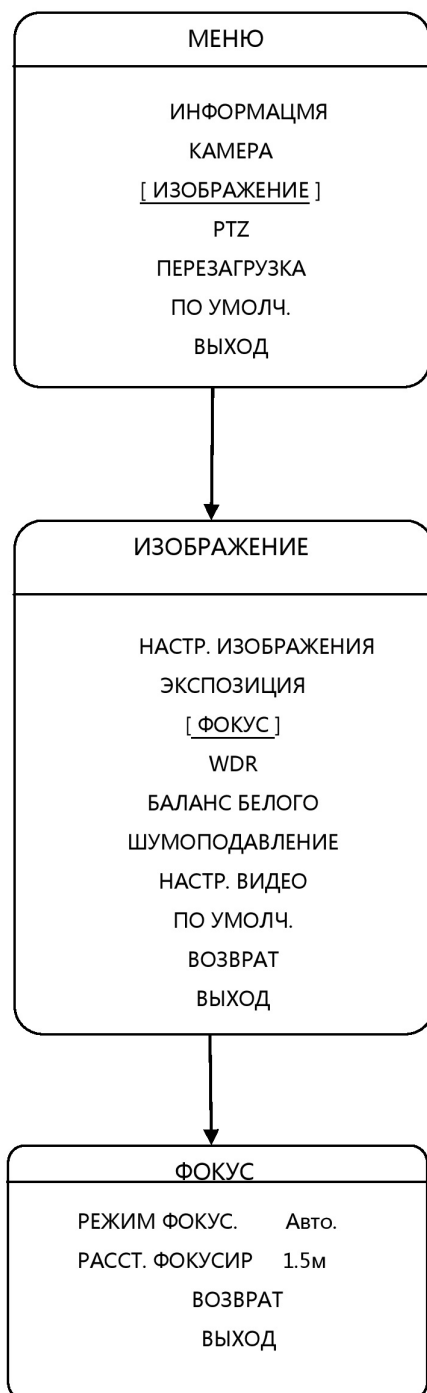 МЕНЮ
ИНФОРМАЦМЯ
КАМЕРА
[ ИЗОБРАЖЕНИЕ ]
PTZ
ПЕРЕЗАГРУЗКА
ПО УМОЛЧ.
ВЫХОД
ИЗОБРАЖЕНИЕ
НАСТР. ИЗОБРАЖЕНИЯ
ЭКСПОЗИЦИЯ
[ ФОКУС ]
WDR
БАЛАНС БЕЛОГО
ШУМОПОДАВЛЕНИЕ
НАСТР. ВИДЕО
ПО УМОЛЧ.
ВОЗВРАТ
ВЫХОД
ФОКУС
РЕЖИМ ФОКУС. Авто.
РАССТ. ФОКУСИР 1.5м
ВОЗВРАТ
ВЫХОД